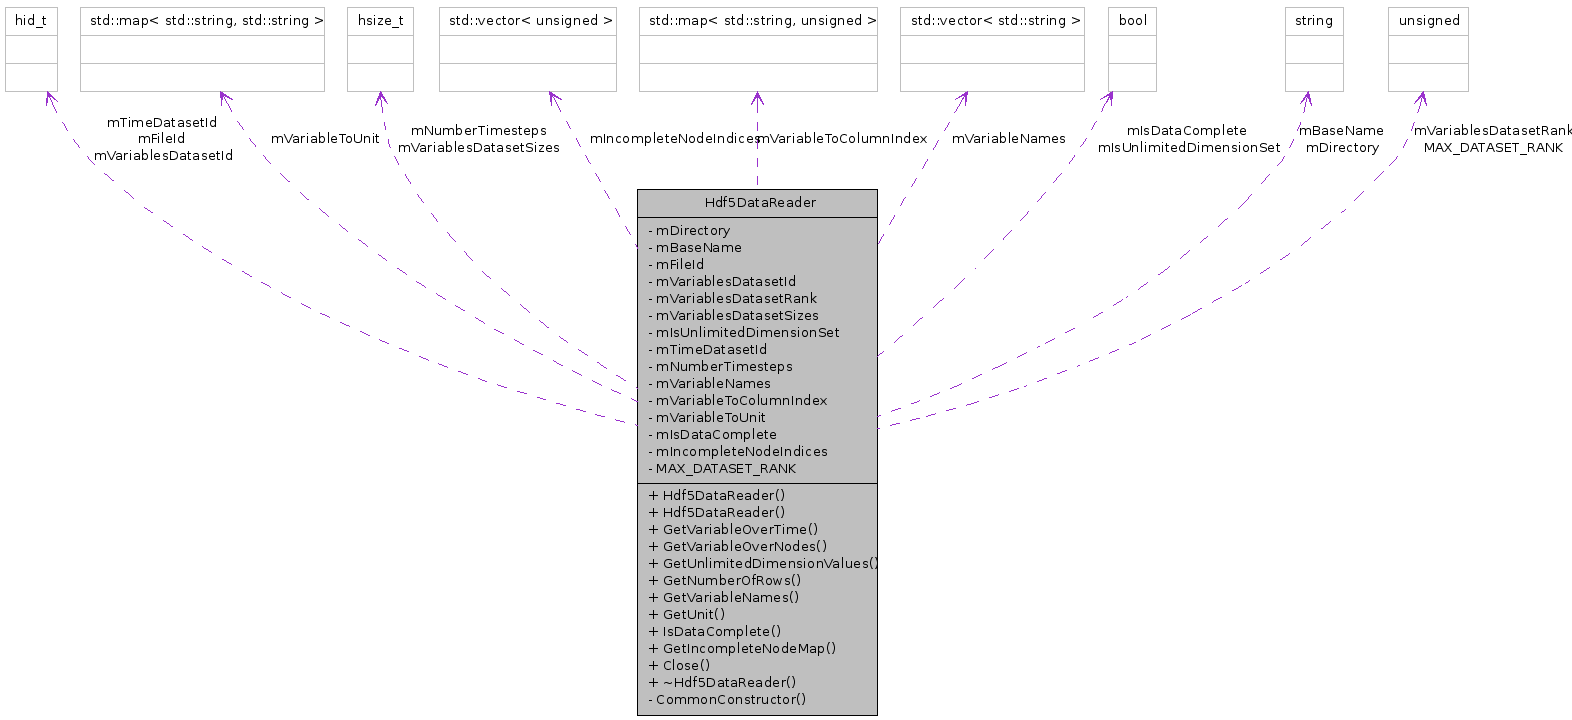 hid_t
std::map< std::string, std::string >
hsize_t
std::vector< unsigned >
std::map< std::string, unsigned >
std::vector< std::string >
bool
string
unsigned
mTimeDatasetId
mFileId
mVariablesDatasetId
mVariableToUnit
mNumberTimesteps
mVariablesDatasetSizes
mIncompleteNodeIndices
mVariableToColumnIndex
mVariableNames
mIsDataComplete
mIsUnlimitedDimensionSet
mBaseName
mDirectory
mVariablesDatasetRank
MAX_DATASET_RANK
Hdf5DataReader
- mDirectory
- mBaseName
- mFileId
- mVariablesDatasetId
- mVariablesDatasetRank
- mVariablesDatasetSizes
- mIsUnlimitedDimensionSet
- mTimeDatasetId
- mNumberTimesteps
- mVariableNames
- mVariableToColumnIndex
- mVariableToUnit
- mIsDataComplete
- mIncompleteNodeIndices
- MAX_DATASET_RANK
+ Hdf5DataReader()
+ Hdf5DataReader()
+ GetVariableOverTime()
+ GetVariableOverNodes()
+ GetUnlimitedDimensionValues()
+ GetNumberOfRows()
+ GetVariableNames()
+ GetUnit()
+ IsDataComplete()
+ GetIncompleteNodeMap()
+ Close()
+ ~Hdf5DataReader()
- CommonConstructor()